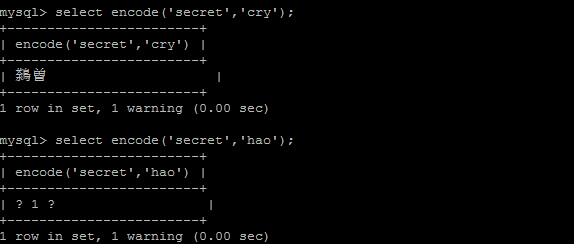 mysql> select encode('secret','cry');
+------------------------+
| encode('secret','cry') |
+------------------------+
| 鷄曽 |
+------------------------+
1 row in set, 1 warning (0.00 sec)
mysql> select encode('secret','hao');
+------------------------+
| encode('secret','hao') |
+------------------------+
| ? 1 ? |
+------------------------+
1 row in set, 1 warning (0.00 sec)